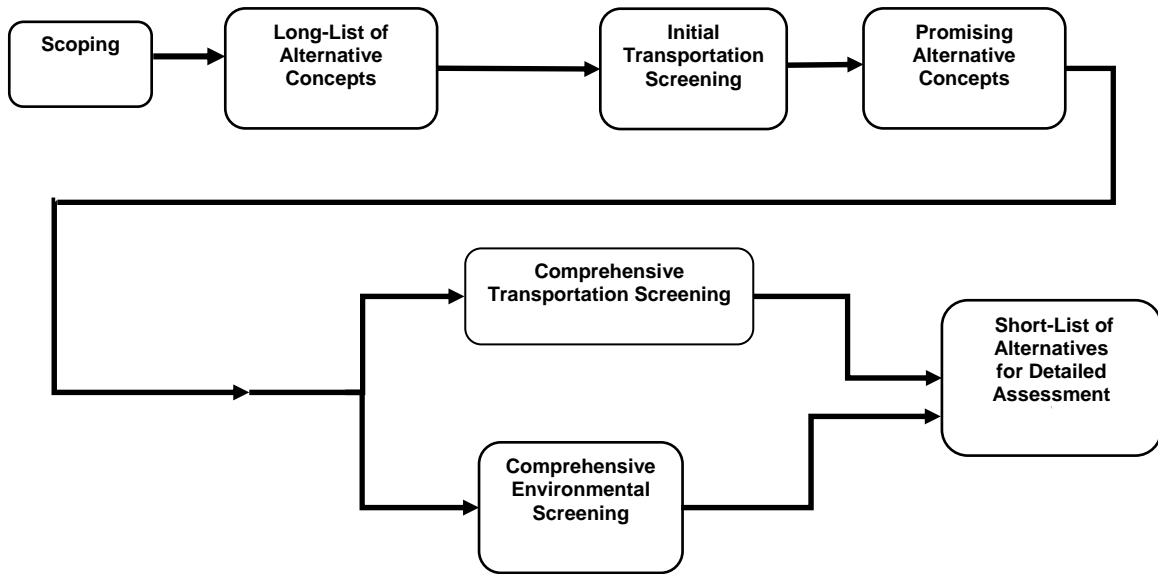 Scoping
Long-List of
Alternative
Concepts
Initial
Transportation
Screening
Promising
Alternative
Concepts
Comprehensive
Transportation Screening
Short-List of
Alternatives
for Detailed
Assessment
Comprehensive
Environmental
Screening